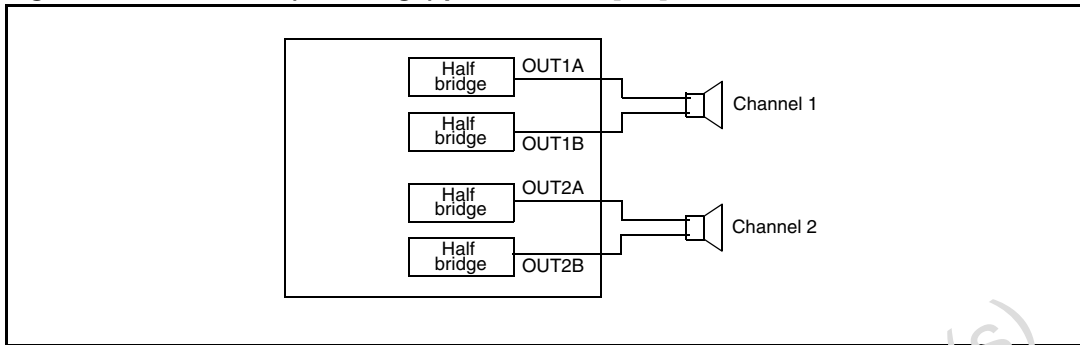 Half
bridge
OUT1A
Channel 1
Half
bridge
OUT1B
Half
bridge
OUT2A
Channel 2
Half
bridge
OUT2B
(s)